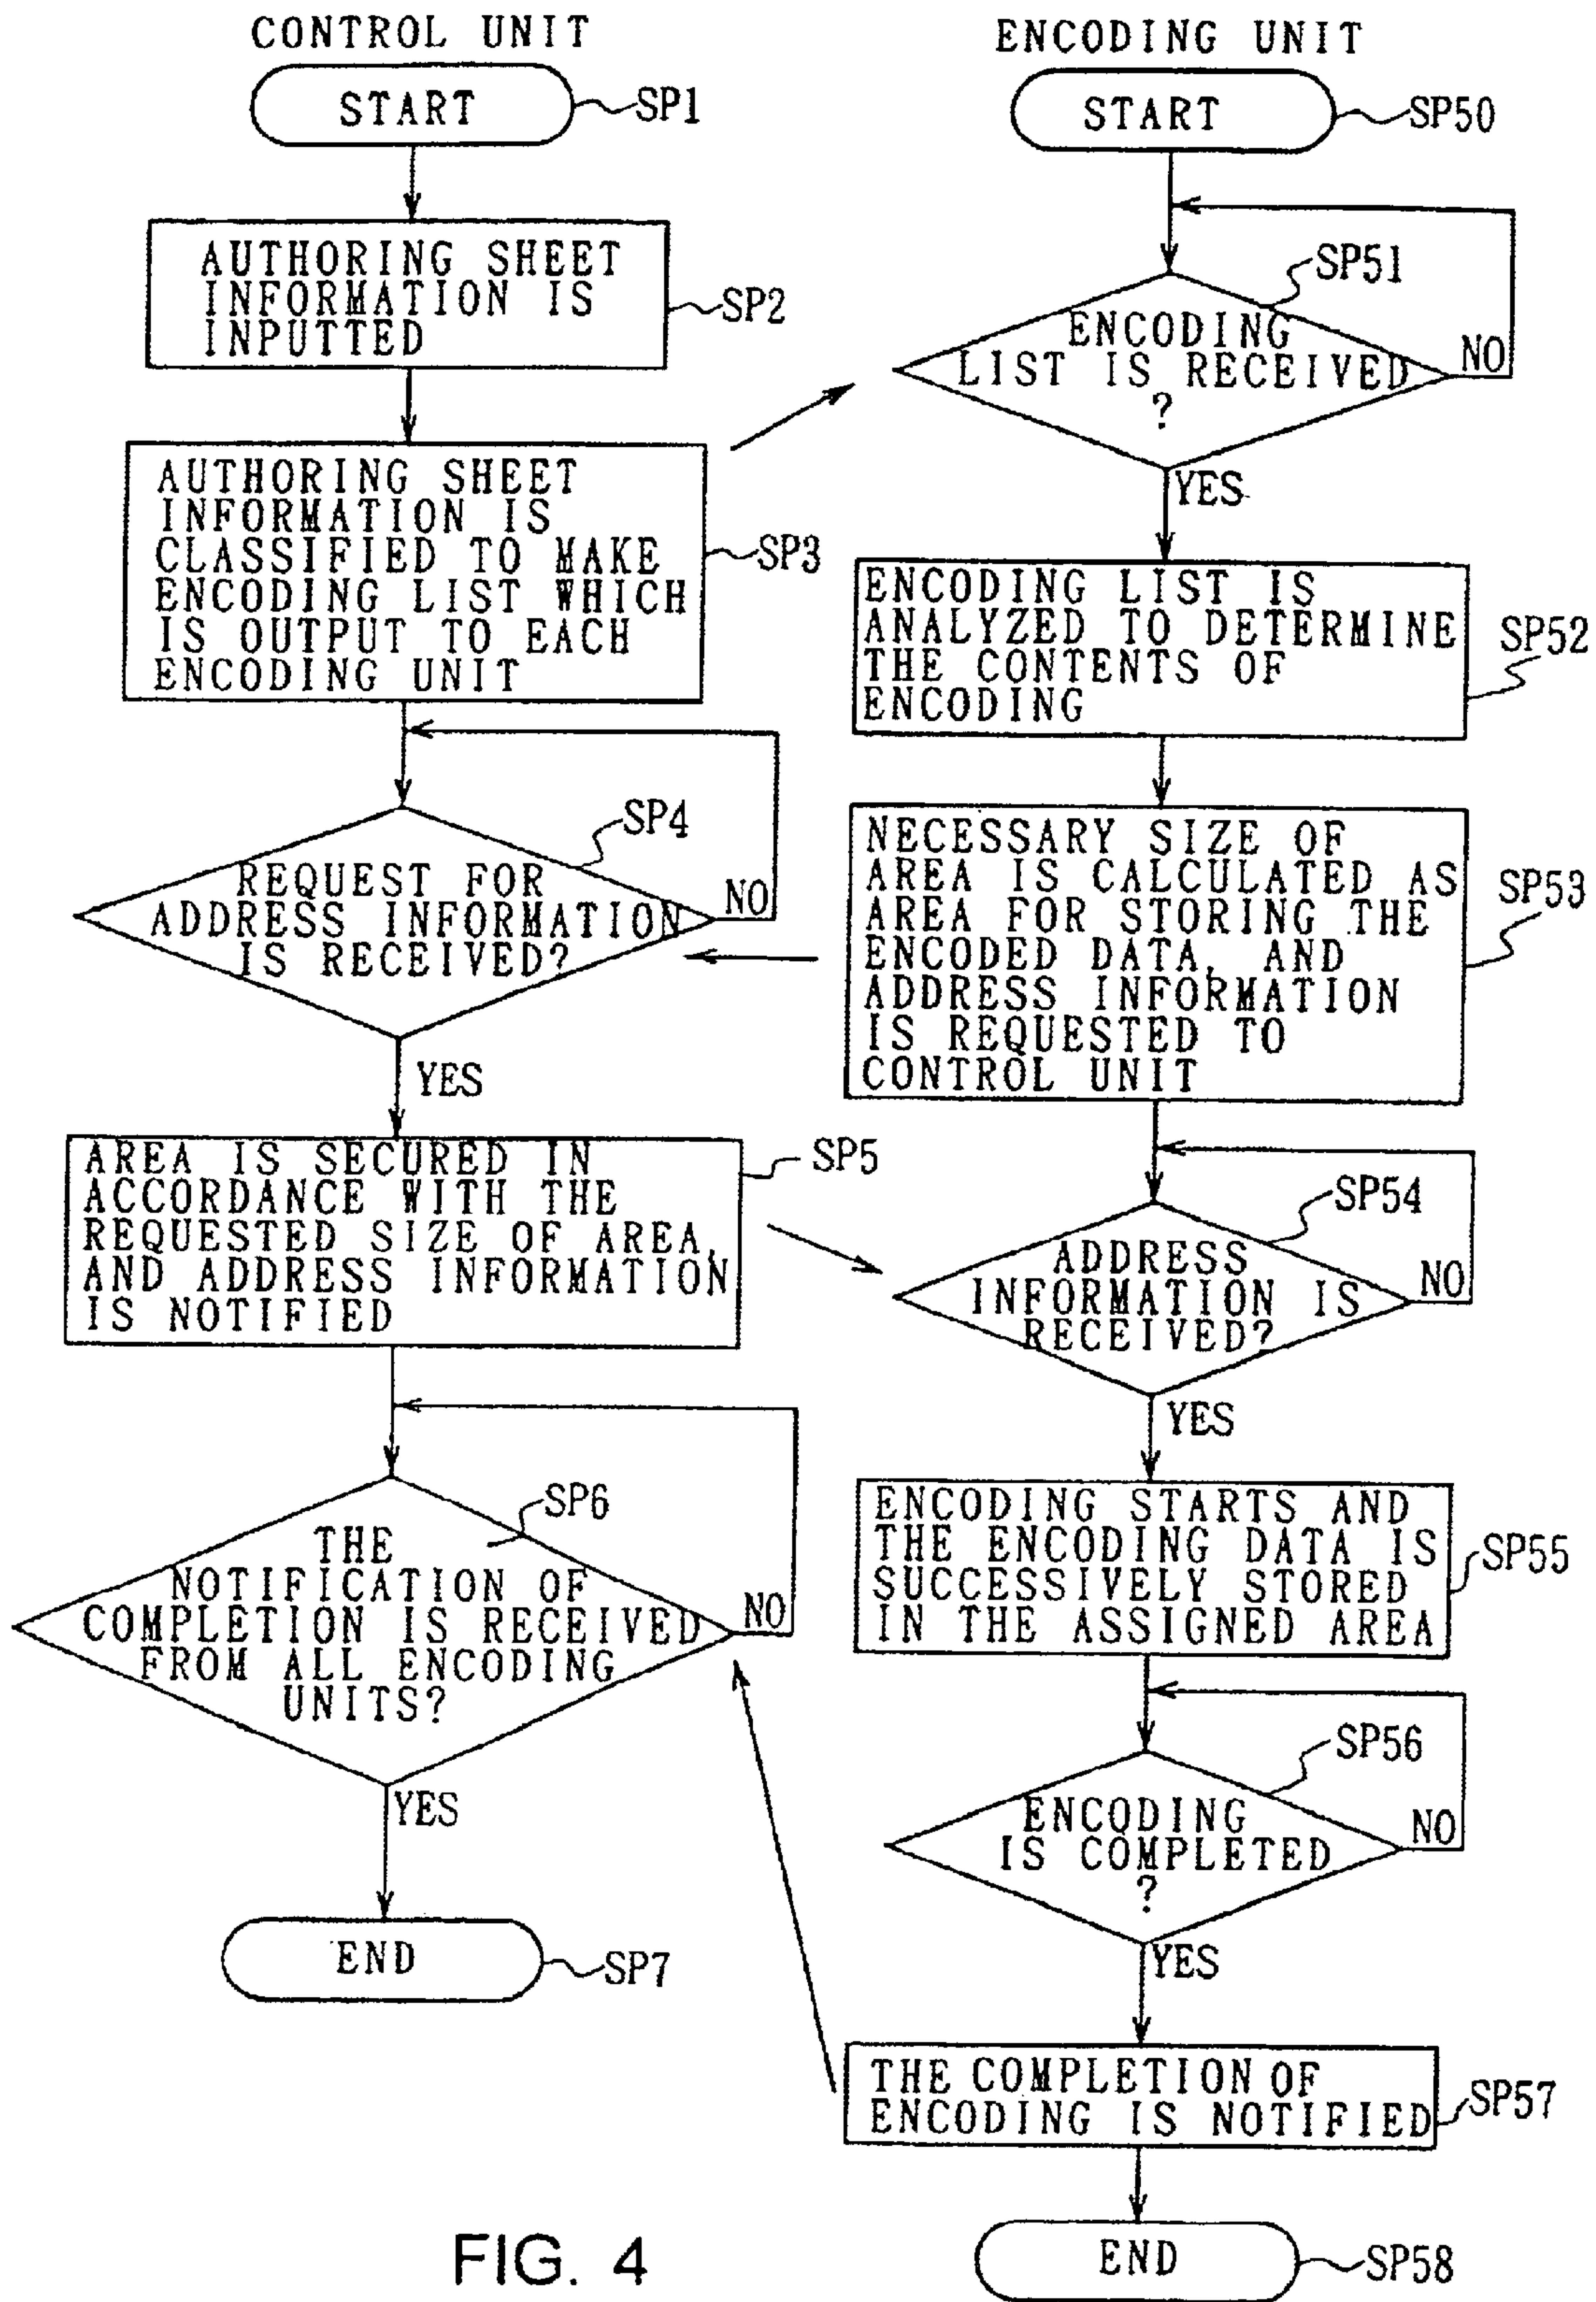 CONTROL UNIT
START
SP1
AUTHORING SHEET
INFORMATION IS
INPUTTED
SP2
AUTHORING SHEET
INFORMATION IS
CLASSIFIED TO MAKE
ENCODING LIST WHICH
IS OUTPUT TO EACH
ENCODING UNIT
SP3
SP4
REQUEST FOR
ADDRESS INFORMATION
IS RECEIVED?
NO
YES
AREA IS SECURED IN
ACCORDANCE WITH THE
REQUESTED SIZE OF AREA,
AND ADDRESS INFORMATION
IS NOTIFIED
SP5
SP6
THE
NOTIFICATION OF
COMPLETION IS RECEIVED
FROM ALL ENCODING
UNITS?
NO
YES
END
SP7
ENCODING UNIT
START
SP50
SP51
ENCODING
LIST IS RECEIVED
?
NO
YES
ENCODING LIST IS
ANALYZED TO DETERMINE
THE CONTENTS OF
ENCODING
SP52
NECESSARY SIZE OF
AREA IS CALCULATED AS
AREA FOR STORING THE
ENCODED DATA, AND
ADDRESS INFORMATION
IS REQUESTED TO
CONTROL UNIT
SP53
SP54
ADDRESS
INFORMATION IS
RECEIVED?
NO
YES
ENCODING STARTS AND
THE ENCODING DATA IS
SUCCESSIVELY STORED
IN THE ASSIGNED AREA
SP55
SP56
ENCODING
IS COMPLETED
?
NO
YES
THE COMPLETION OF
ENCODING IS NOTIFIED
SP57
END
SP58
FIG. 4